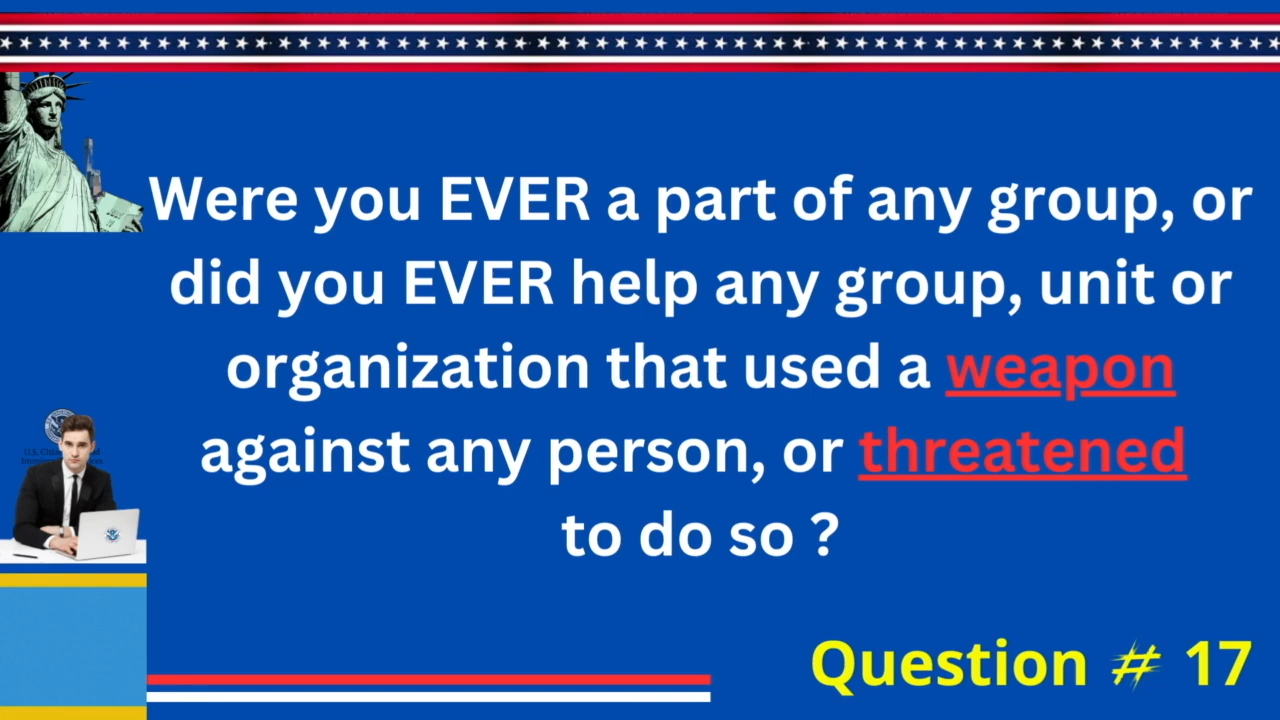 Were you EVER a part of any group, or
did you EVER help any group, unit or
organization that used a weapon
against any person, or threatened
to do so ?
Question # 17